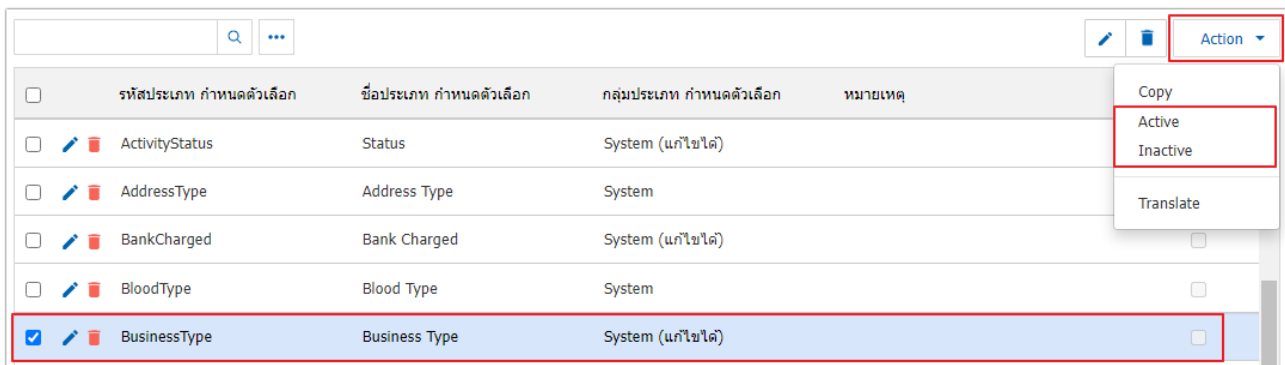 Action
รหัสประเภท กำหนดตัวเลือก ชื่อประเภท กำหนดตัวเลือก กลุ่มประเภท กำหนดตัวเลือก หมายเหตุ
Copy
Active
Inactive
Translate
ActivityStatus Status System (แก้ไขได้)
AddressType Address Type System
BankCharged Bank Charged System (แก้ไขได้)
BloodType Blood Type System
BusinessType Business Type System (แก้ไขได้)